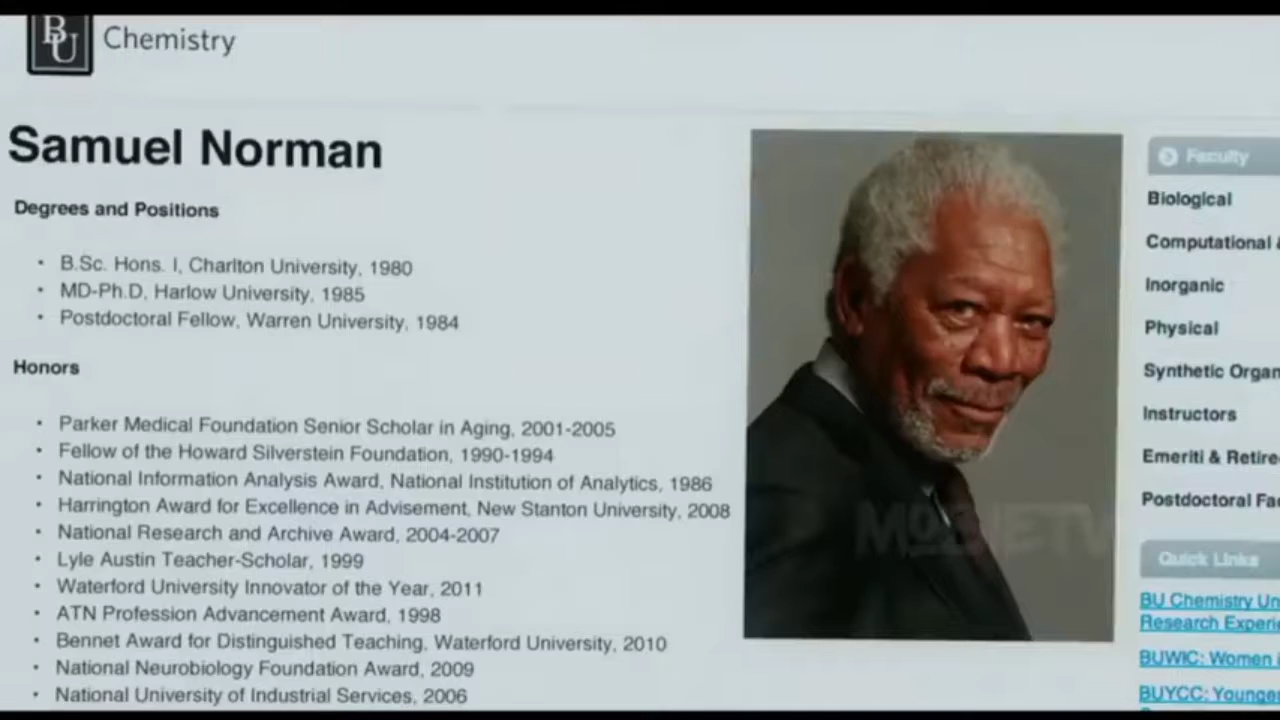 BU Chemistry
Samuel Norman
Degrees and Positions
• B.Sc. Hons. I, Charlton University, 1980
• MD-Ph.D, Harlow University, 1985
• Postdoctoral Fellow, Warren University, 1984
Honors
• Parker Medical Foundation Senior Scholar in Aging, 2001-2005
• Fellow of the Howard Silverstein Foundation, 1990-1994
• National Information Analysis Award, National Institution of Analytics, 1986
• Harrington Award for Excellence in Advisement, New Stanton University, 2008
• National Research and Archive Award, 2004-2007
• Lyle Austin Teacher-Scholar, 1999
• Waterford University Innovator of the Year, 2011
• ATN Profession Advancement Award, 1998
• Bennet Award for Distinguished Teaching, Waterford University, 2010
• National Neurobiology Foundation Award, 2009
• National University of Industrial Services, 2006
Faculty
Biological
Computational &
Inorganic
Physical
Synthetic Organ
Instructors
Emeriti & Retire
Postdoctoral Fa
Quick Links
BU Chemistry Un
Research Experie
BUWIC: Women i
BUYCC: Younger